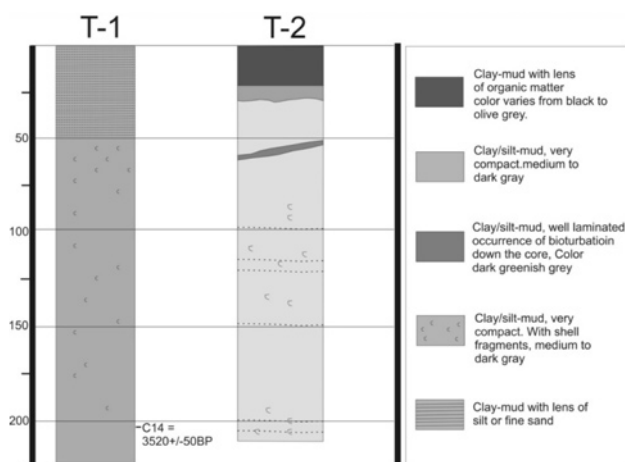 T-1
T-2
50
100
150
200
C14 =
3520+/-50BP
Clay-mud with lens
of organic matter
color varies from black to
olive grey.
Clay/silt-mud, very
compact.medium to
dark gray
Clay/silt-mud, well laminated
occurrence of bioturbatioin
down the core, Color
dark greenish grey
Clay/silt-mud, very
compact. With shell
fragments, medium to
dark gray
Clay-mud with lens of
silt or fine sand